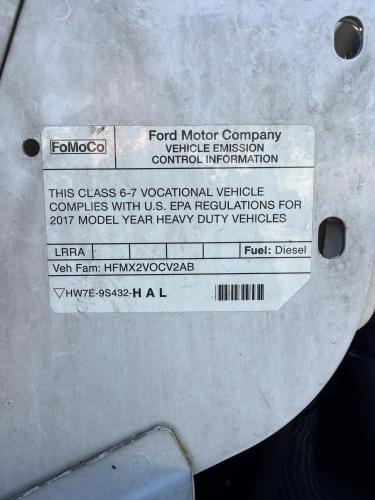 FoMoCo
Ford Motor Company
VEHICLE EMISSION
CONTROL INFORMATION
THIS CLASS 6-7 VOCATIONAL VEHICLE
COMPLIES WITH U.S. EPA REGULATIONS FOR
2017 MODEL YEAR HEAVY DUTY VEHICLES
LRRA Fuel: Diesel
Veh Fam: HFMX2VOCV2AB
▽HW7E-9S432-HAL